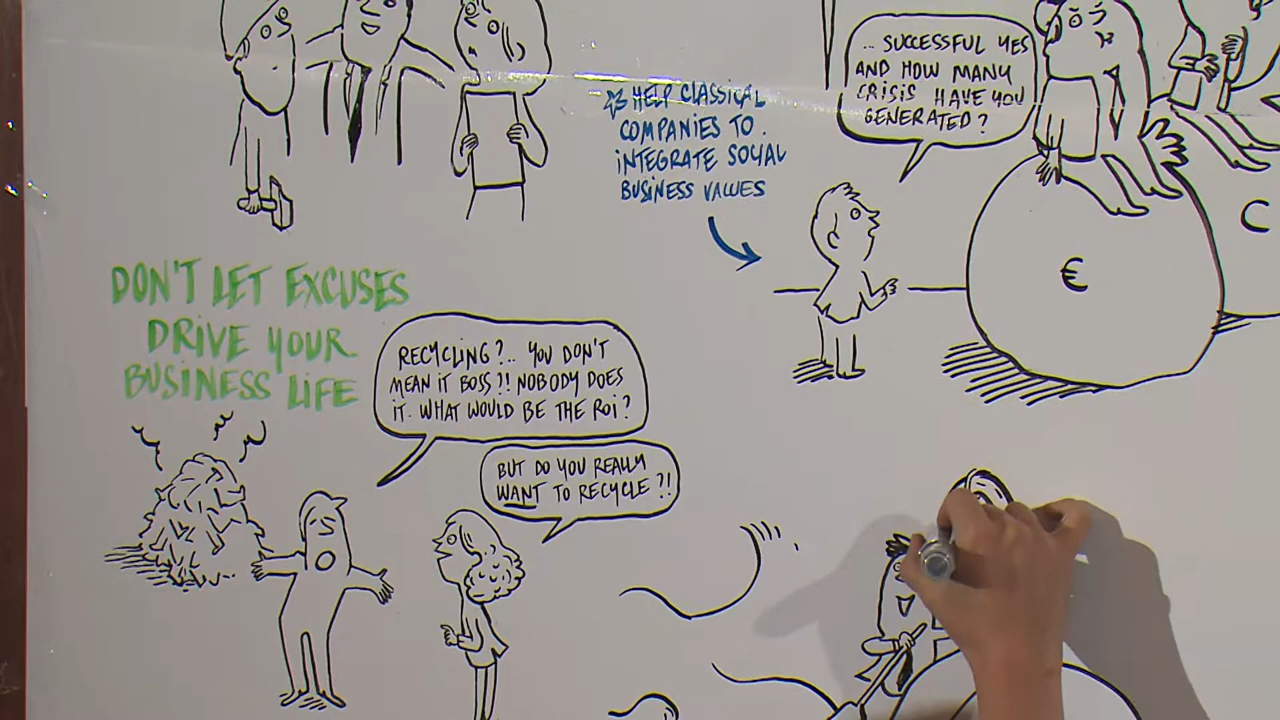 .. SUCCESSFUL YES
AND HOW MANY
CRISIS HAVE YOU
GENERATED?
HELP CLASSICAL
COMPANIES TO.
INTEGRATE SOCIAL
BUSINESS VALUES
€
C
DON'T LET EXCUSES
DRIVE YOUR
BUSINESS LIFE
RECYCLING?.. YOU DON'T
MEAN IT BOSS?!! NOBODY DOES
IT. WHAT WOULD BE THE ROI?
BUT DO YOU REALLY
WANT TO RECYCLE ?!